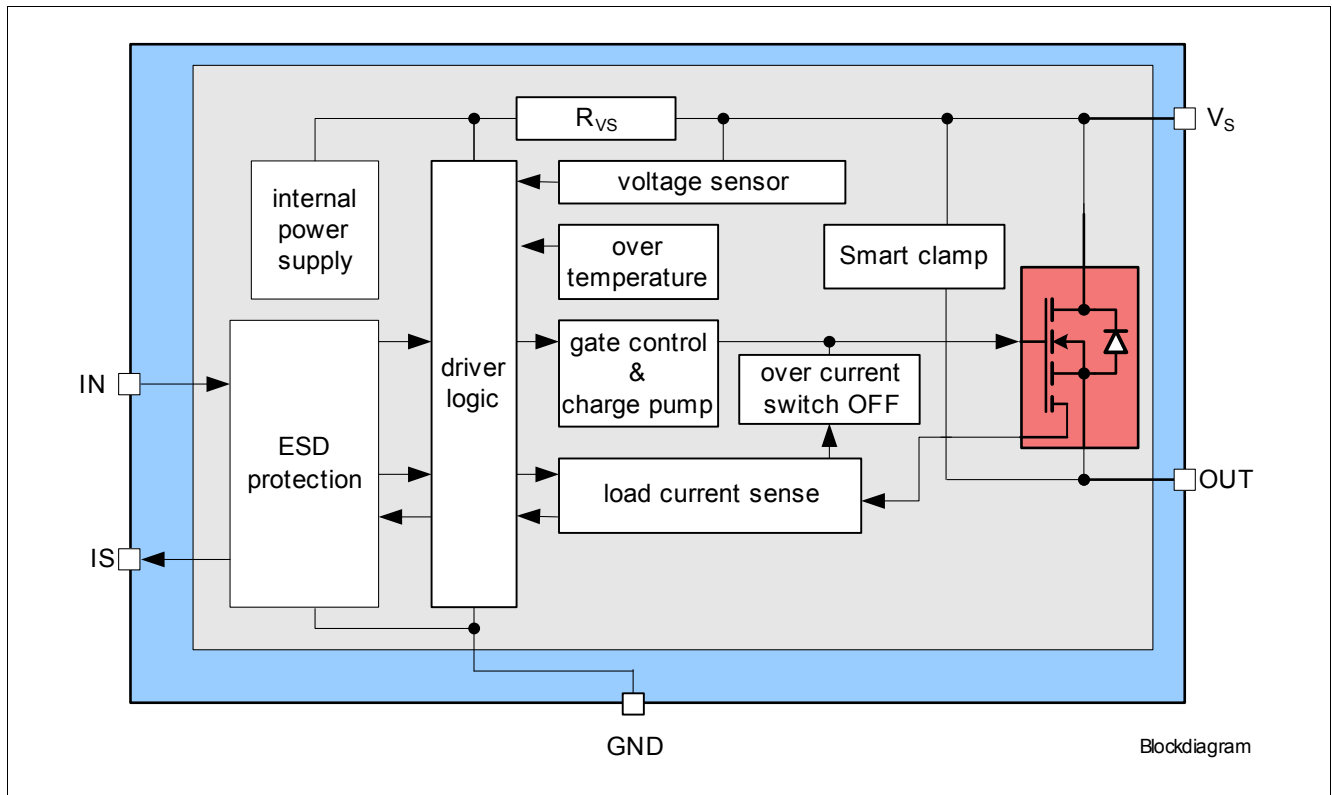 R_VS
V_S
voltage sensor
internal
power
supply
over
temperature
Smart clamp
gate control
&
charge pump
driver
logic
over current
switch OFF
IN
ESD
protection
load current sense
OUT
IS
GND
Blockdiagram